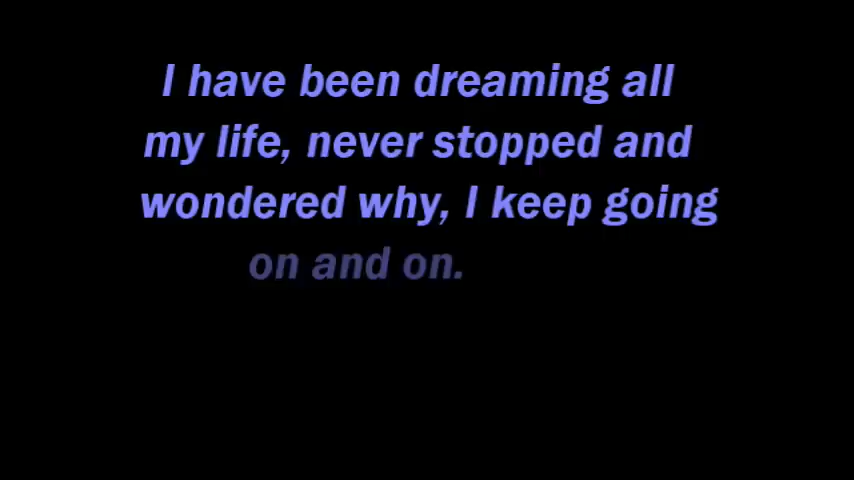 I have been dreaming all
my life, never stopped and
wondered why, I keep going
on and on.